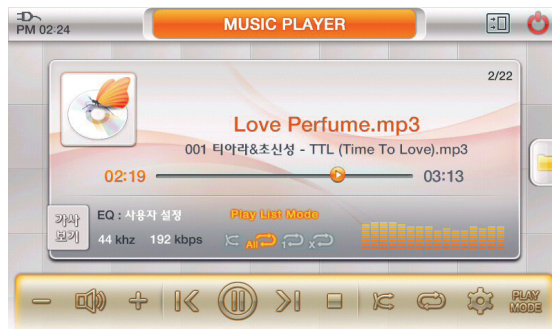 PM 02:24
MUSIC PLAYER
2/22
Love Perfume.mp3
001 티아라&초신성 - TTL (Time To Love).mp3
02:19
03:13
가사
보기
EQ : 사용자 설정
Play List Mode
44 khz 192 kbps
All
1
X
PLAY
MODE